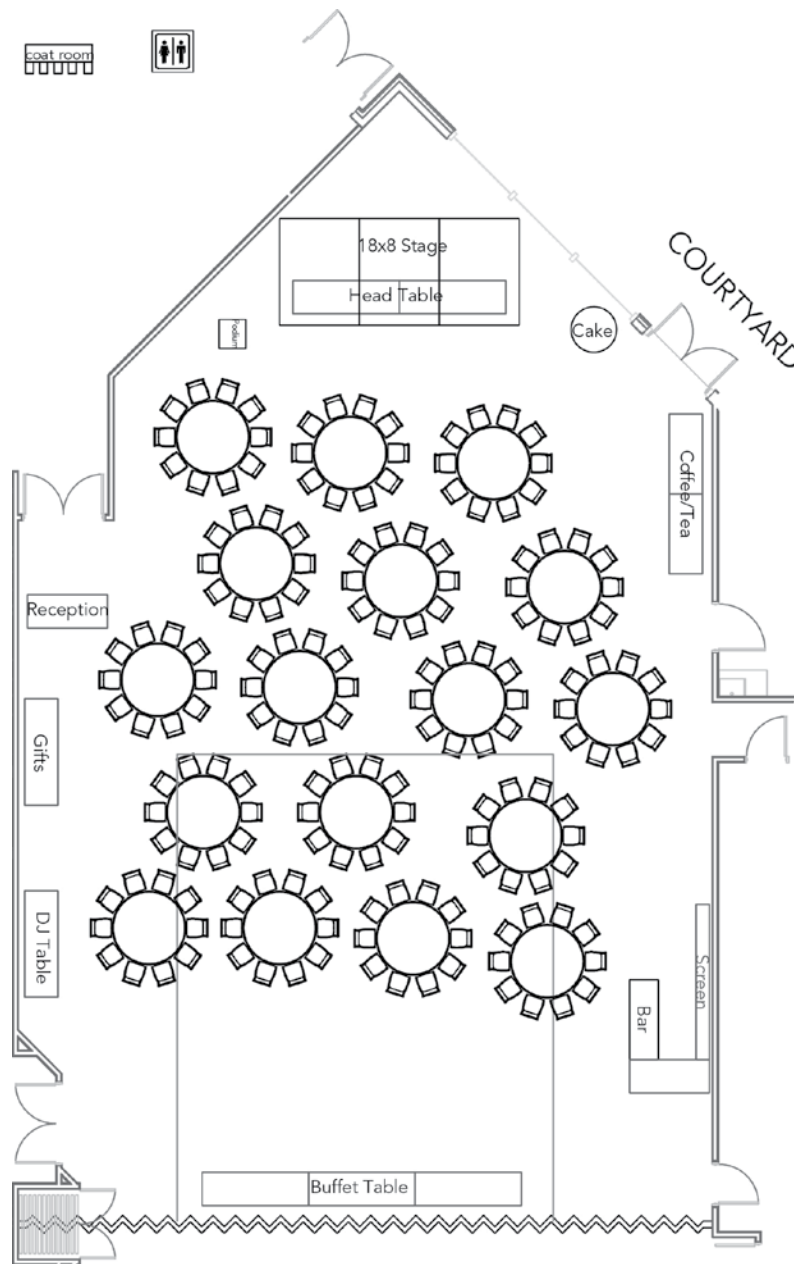 coat room
18x8 Stage
Head Table
Podium
Cake
COURTYARD
Coffee/Tea
Reception
Gifts
DJ Table
Screen
Bar
Buffet Table